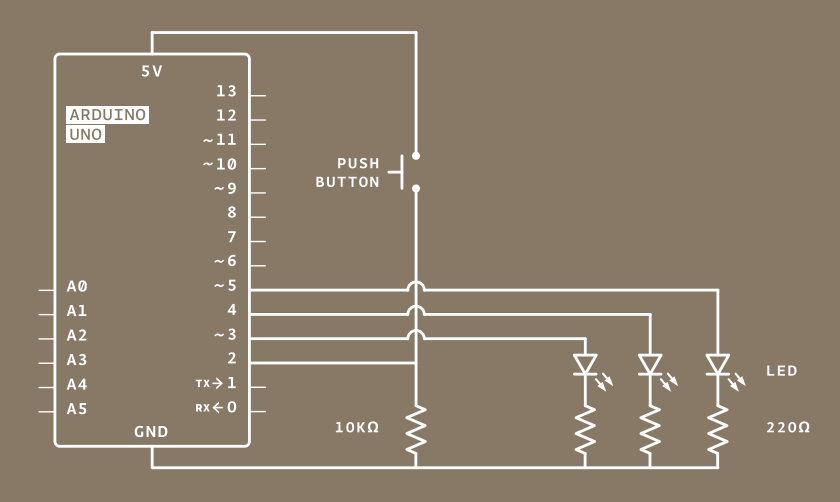 5V
ARDUINO
UNO
13
12
~11
~10
~9
8
7
~6
~5
4
~3
2
TX→1
RX←0
A0
A1
A2
A3
A4
A5
GND
PUSH
BUTTON
10KΩ
LED
220Ω